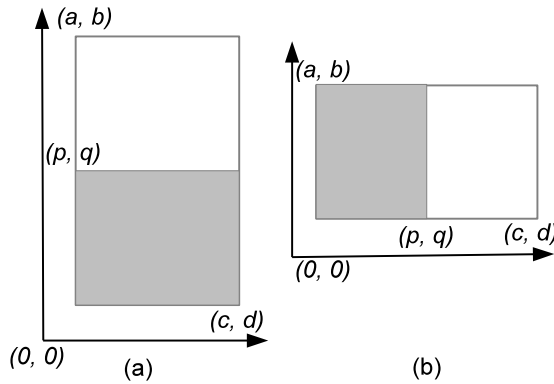 (a, b)
(p, q)
(c, d)
(0, 0)
(a)
(a, b)
(p, q)
(c, d)
(0, 0)
(b)